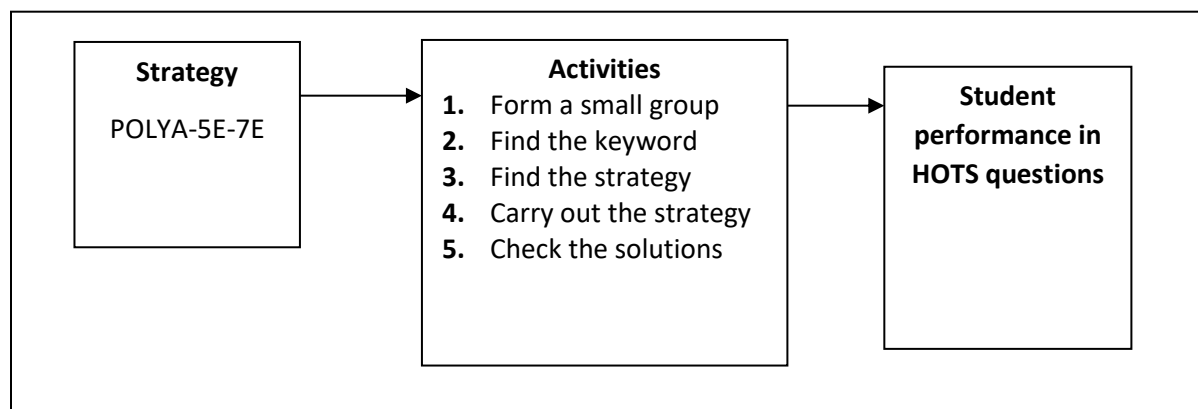 Strategy
POLYA-5E-7E
Activities
1. Form a small group
2. Find the keyword
3. Find the strategy
4. Carry out the strategy
5. Check the solutions
Student
performance in
HOTS questions